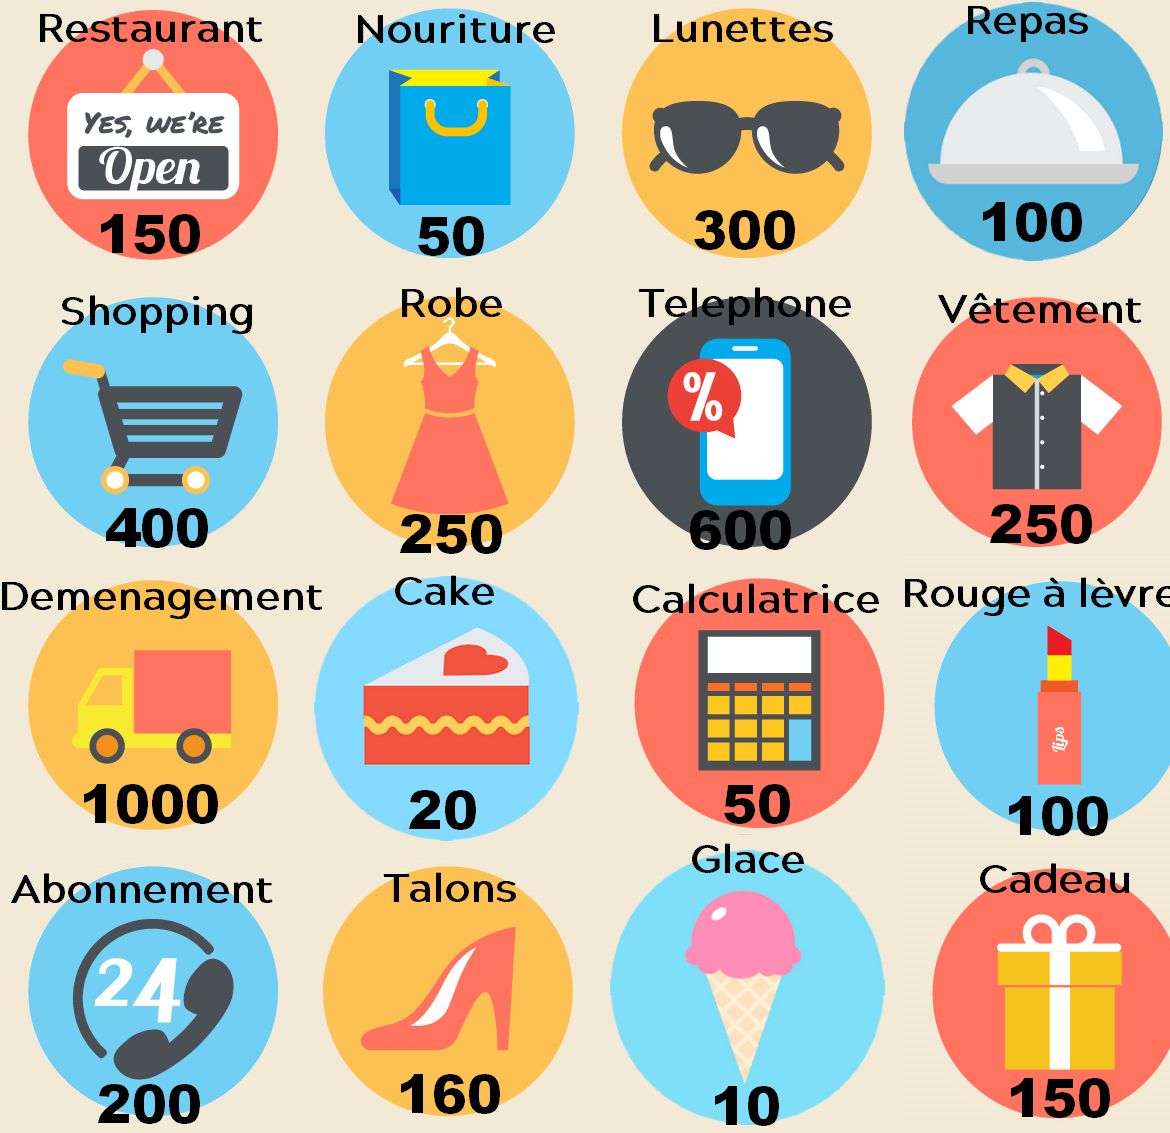 Restaurant
YES, WE'RE
Open
150
Nouriture
50
Lunettes
300
Repas
100
Shopping
400
Robe
250
Telephone
%
600
Vêtement
250
Demenagement
1000
Cake
20
Calculatrice
50
Rouge à lèvre
Lips
100
Abonnement
24
200
Talons
160
Glace
10
Cadeau
150